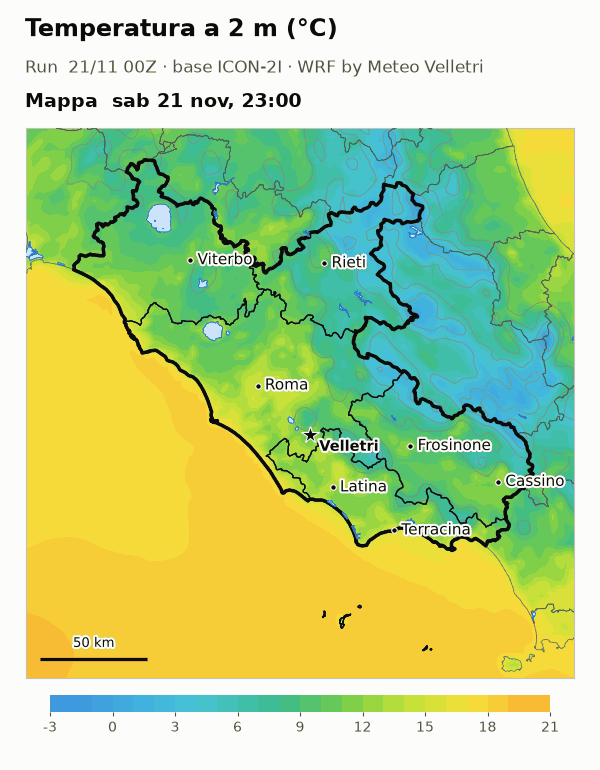 Temperatura a 2 m (°C)
Run 21/11 00Z · base ICON-2I · WRF by Meteo Velletri
Mappa sab 21 nov, 23:00
Viterbo
Rieti
Roma
Velletri
Frosinone
Cassino
Latina
Terracina
50 km
-3 0 3 6 9 12 15 18 21